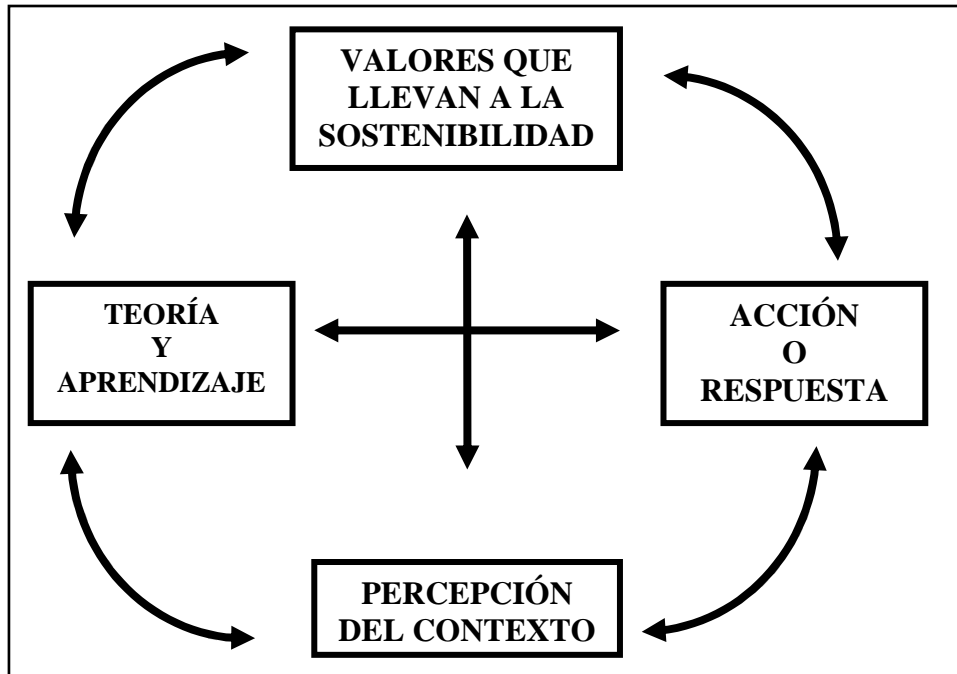 VALORES QUE
LLEVAN A LA
SOSTENIBILIDAD
TEORÍA
Y
APRENDIZAJE
ACCIÓN
O
RESPUESTA
PERCEPCIÓN
DEL CONTEXTO